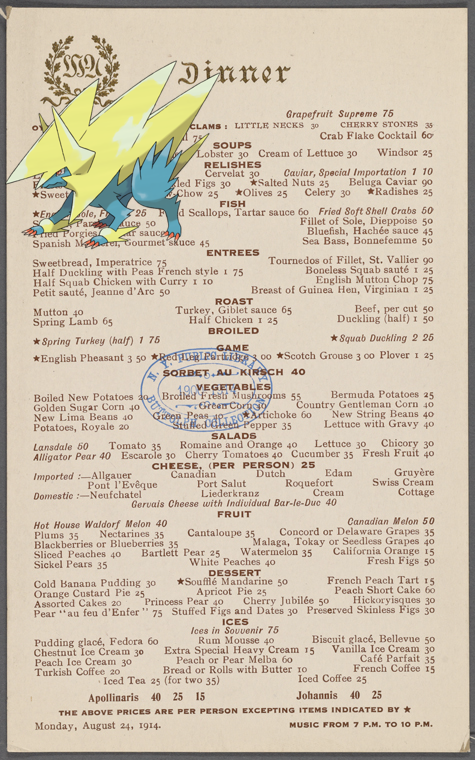 Dinner
Grapefruit Supreme 75
CLAMS: LITTLE NECKS 30 CHERRY STONES 35
75 Crab Flake Cocktail 60
SOUPS
Lobster 30 Cream of Lettuce 30 Windsor 25
RELISHES
Cervelat 30 Caviar, Special Importation 1 10
Figs 30 ★Salted Nuts 25 Beluga Caviar 90
★Sweet Chow 25 ★Olives 25 Celery 30 ★Radishes 25
FISH
25 Scallops, Tartar sauce 60 Fried Soft Shell Crabs 60
sauce 50 Fillet of Sole, Dieppoise 50
Fried Porgies, sauce Bluefish, Hachée sauce 45
Spanish Gourmet sauce 45 Sea Bass, Bonnefemme 50
ENTREES
Sweetbread, Imperatrice 75 Tournedos of Fillet, St. Vallier 90
Half Duckling with Peas French style 1 75 Boneless Squab sauté 1 25
Half Squab Chicken with Curry 1 10 English Mutton Chop 75
Petit sauté, Jeanne d'Arc 50 Breast of Guinea Hen, Virginian 1 25
ROAST
Mutton 40 Turkey, Giblet sauce 65 Beef, per cut 50
Spring Lamb 65 Half Chicken 1 25 Duckling (half) 1 50
BROILED
★Spring Turkey (half) 1 75 ★Squab Duckling 2 25
GAME
★English Pheasant 3 50 ★Redleg Partridge 3 00 ★Scotch Grouse 3 00 Plover 1 25
SORBET AU KIRSCH 40
VEGETABLES
Boiled New Potatoes 20 Broiled Fresh Mushrooms 55 Bermuda Potatoes 25
Golden Sugar Corn 40 Green Corn 30 Country Gentleman Corn 40
New Lima Beans 40 Green Peas 40 ★Artichoke 60 New String Beans 40
Potatoes, Royale 20 Stuffed Green Pepper 35 Lettuce with Gravy 40
SALADS
Lansdale 50 Tomato 35 Romaine and Orange 40 Lettuce 30 Chicory 30
Alligator Pear 40 Escarole 30 Cherry Tomatoes 40 Cucumber 35 Fresh Fruit 40
CHEESE, (PER PERSON) 25
Imported :—Allgauer Canadian Dutch Edam Gruyère
Pont l'Evêque Port Salut Roquefort Swiss Cream
Domestic :—Neufchatel Liederkranz Cream Cottage
Gervais Cheese with Individual Bar-le-Duc 40
FRUIT
Hot House Waldorf Melon 40 Canadian Melon 50
Plums 35 Nectarines 35 Cantaloupe 35 Concord or Delaware Grapes 35
Blackberries or Blueberries 35 Malaga, Tokay or Seedless Grapes 40
Sliced Peaches 40 Bartlett Pear 25 Watermelon 35 California Orange 15
Sickel Pears 35 White Peaches 40 Fresh Figs 50
DESSERT
Cold Banana Pudding 30 ★Soufflé Mandarine 50 French Peach Tart 15
Orange Custard Pie 25 Apricot Pie 25 Peach Short Cake 60
Assorted Cakes 20 Princess Pear 40 Cherry Jubilée 50 Hickoryisques 30
Pear "au feu d'Enfer" 75 Stuffed Figs and Dates 30 Preserved Skinless Figs 30
ICES
Ices in Souvenir 75
Pudding glacé, Fedora 60 Rum Mousse 40 Biscuit glacé, Bellevue 50
Chestnut Ice Cream 30 Extra Special Heavy Cream 15 Vanilla Ice Cream 30
Peach Ice Cream 30 Peach or Pear Melba 60 Café Parfait 35
Turkish Coffee 20 Bread or Rolls with Butter 10 French Coffee 15
Iced Tea 25 (for two 35) Iced Coffee 25
Apollinaris 40 25 15 Johannis 40 25
THE ABOVE PRICES ARE PER PERSON EXCEPTING ITEMS INDICATED BY ★
Monday, August 24, 1914. MUSIC FROM 7 P.M. TO 10 P.M.